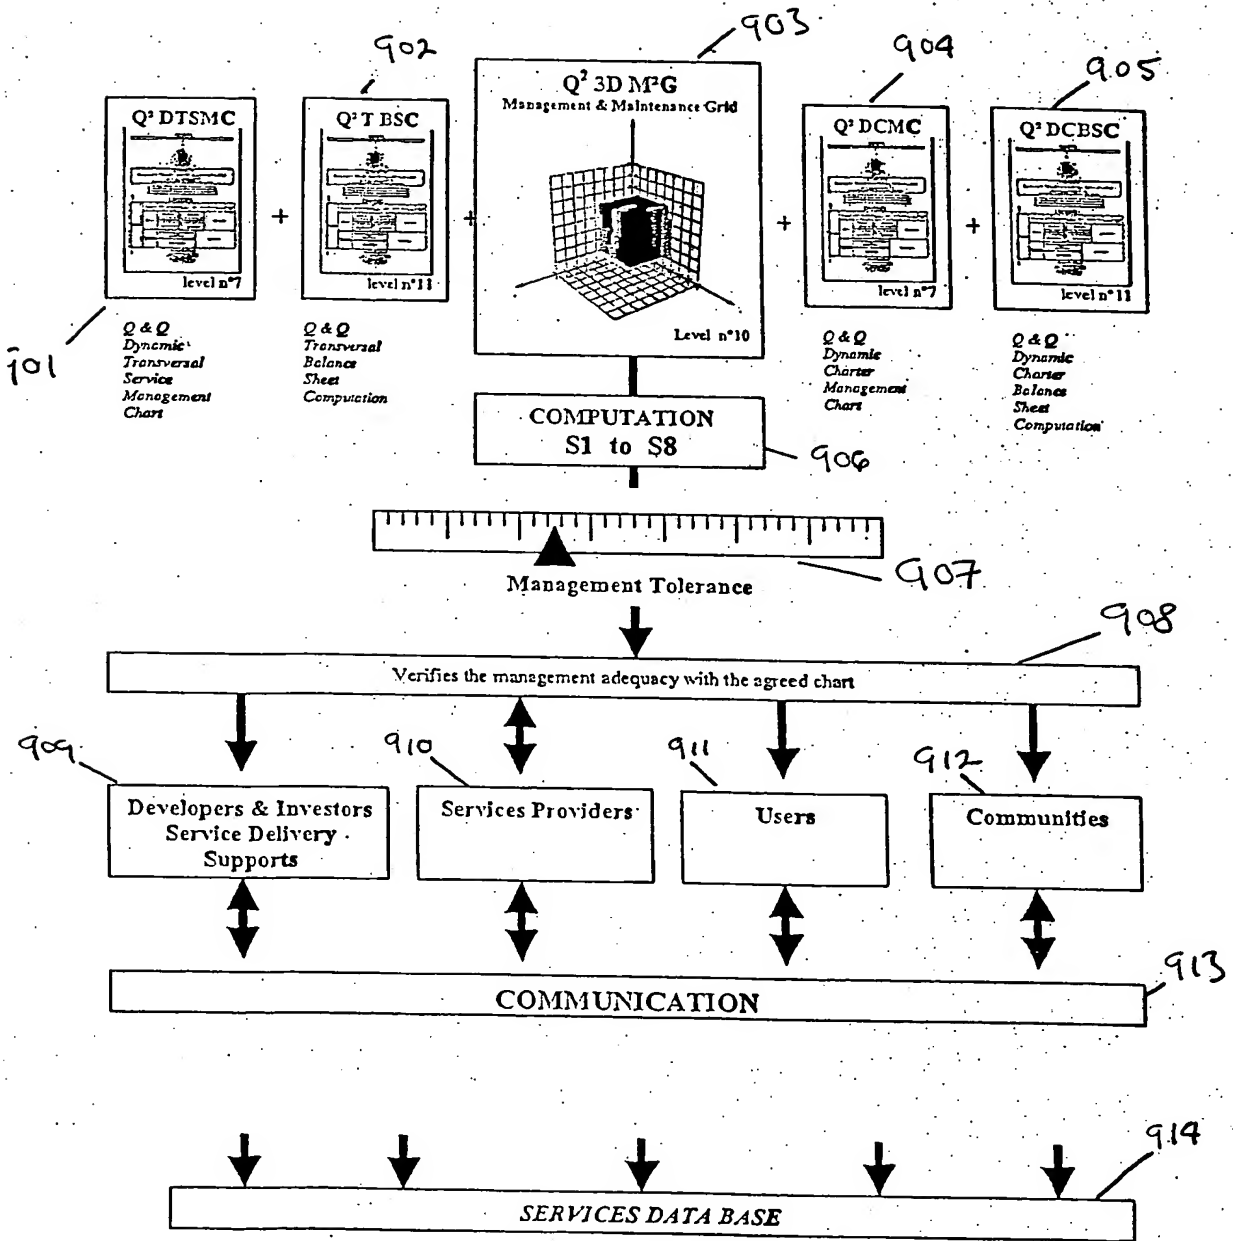 902
903
904
905
Q² DTSMC
level n°7
Q² T BSC
level n°11
Q² 3D M²G
Management & Maintenance Grid
Level n°10
Q² DCMC
level n°7
Q² DCBSC
level n°11
+
+
+
+
901
Q & Q
Dynamic
Transversal
Service
Management
Chart
Q & Q
Transversal
Balance
Sheet
Computation
Q & Q
Dynamic
Charter
Management
Chart
Q & Q
Dynamic
Charter
Balance
Sheet
Computation
COMPUTATION
S1 to S8
906
907
Management Tolerance
908
Verifies the management adequacy with the agreed chart
909
910
911
912
Developers & Investors
Service Delivery
Supports
Services Providers
Users
Communities
913
COMMUNICATION
914
SERVICES DATA BASE